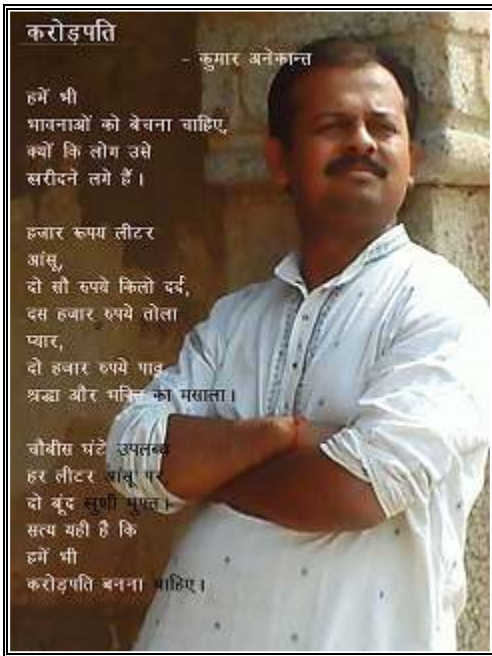 करोड़पति
- कुमार अनेकान्त
हमें भी
भावनाओं को बेचना चाहिए,
क्यों कि लोग उसे
खरीदने लगे हैं ।
हजार रूपय लीटर
आंसू,
दो सौ रुपये किलो दर्द,
दस हजार रुपये तोला
प्यार,
दो हजार रुपये पाव
श्रद्धा और भक्ति का मसाला ।
चौबीस घंटे उपलब्ध
हर लीटर आंसू पर,
दो बूंद खुशी मुफ्त ।
सत्य यही है कि
हमें भी
करोड़पति बनना चाहिए ।